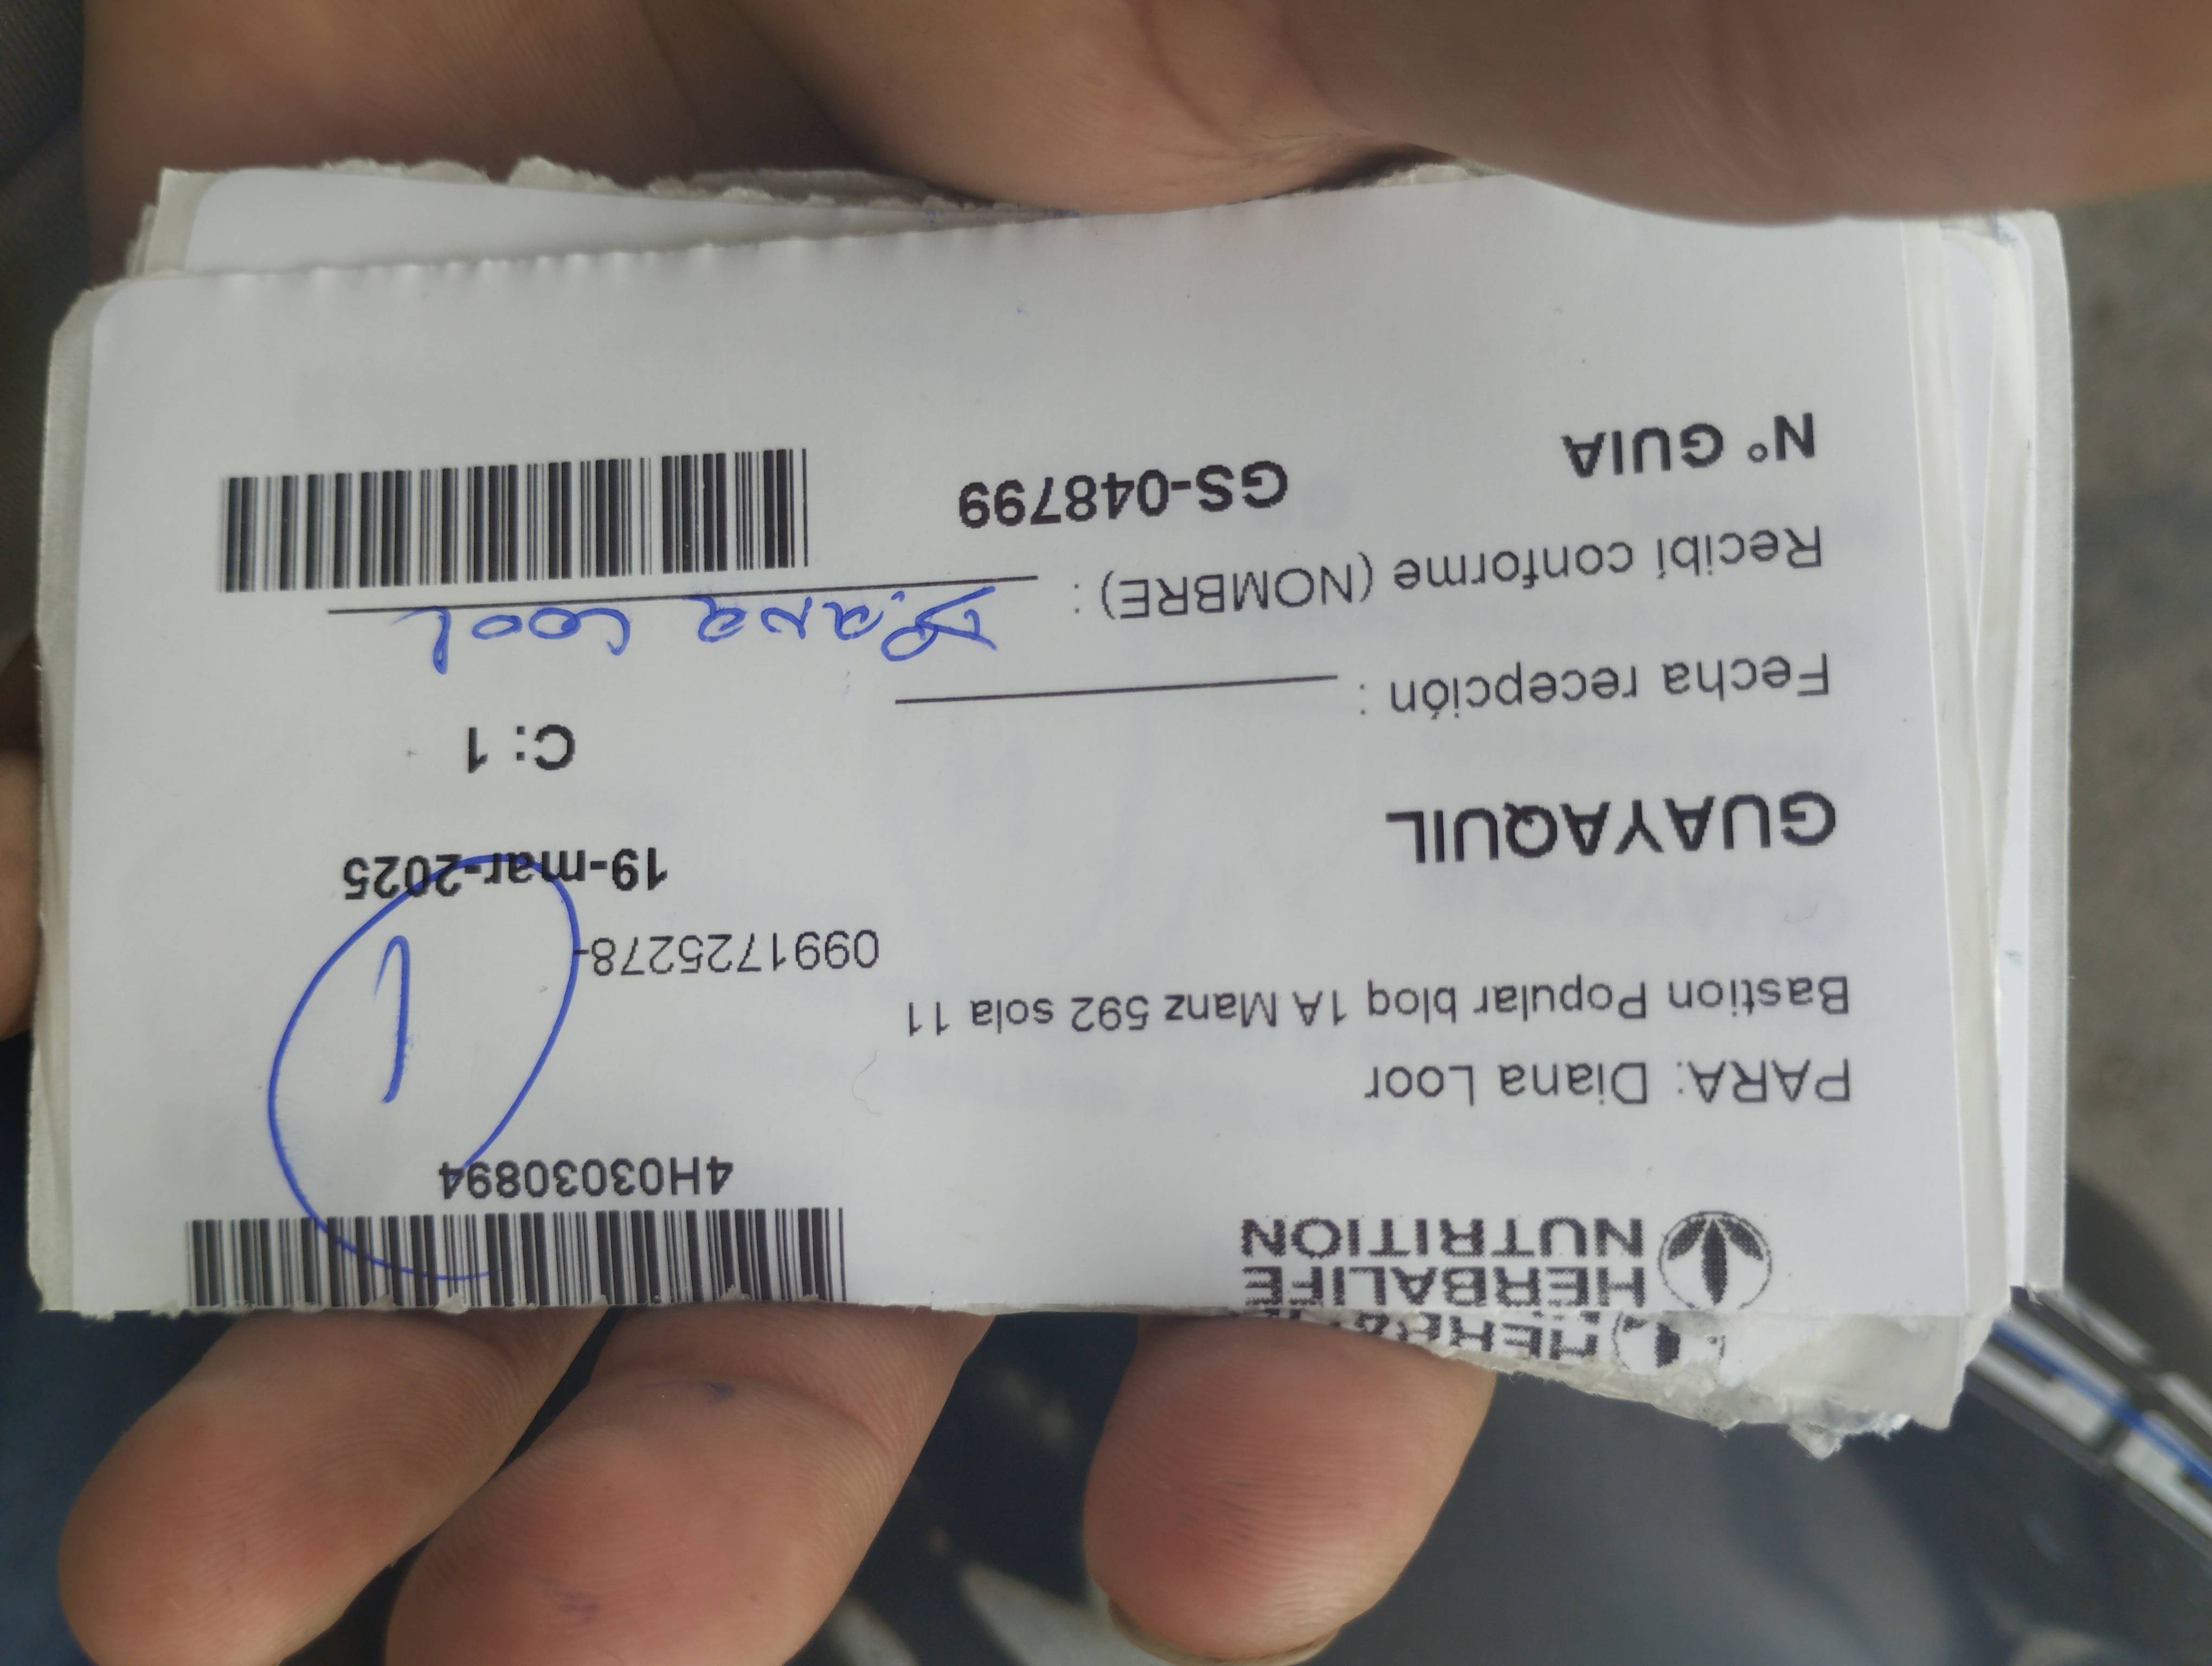 HERBALIFE
NUTRITION
4H03030894
PARA: Diana Loor
Bastion Popular bloq 1A Manz 592 sola 11
0991725278-
1
GUAYAQUIL
19-mar-2025
C: 1
Fecha recepción :
Recibí conforme (NOMBRE) : Diana Loor
N° GUIA GS-048799